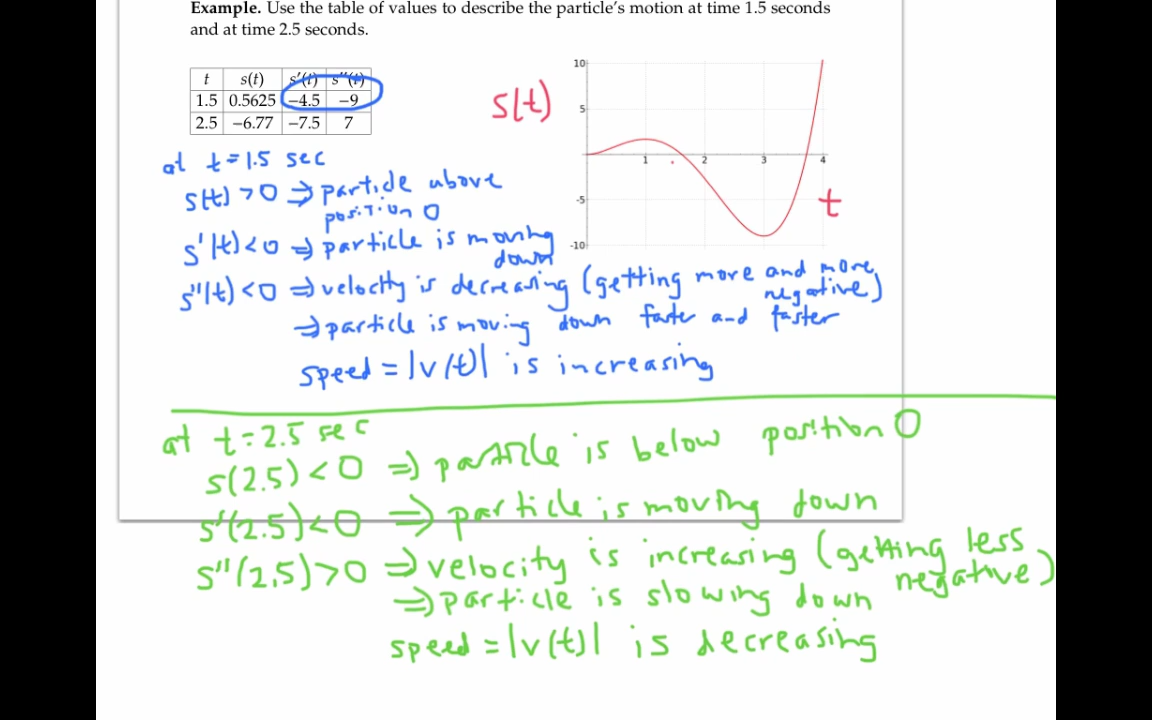 Example. Use the table of values to describe the particle's motion at time 1.5 seconds
and at time 2.5 seconds.
t s(t) s'(t) s''(t)
1.5 0.5625 −4.5 −9
2.5 −6.77 −7.5 7
s(t)
10
5
1 2 3 4
-5
-10
t
at t=1.5 sec
s(t) >0 ⇒ particle above
position 0
s'(t)<0 ⇒ particle is moving
down
s''(t)<0 ⇒ velocity is decreasing (getting more and more
negative)
⇒ particle is moving down faster and faster
speed = |v(t)| is increasing
at t=2.5 sec
s(2.5)<0 ⇒ particle is below position 0
s'(2.5)<0 ⇒ particle is moving down
s''(2.5)>0 ⇒ velocity is increasing (getting less
negative)
⇒ particle is slowing down
speed = |v(t)| is decreasing